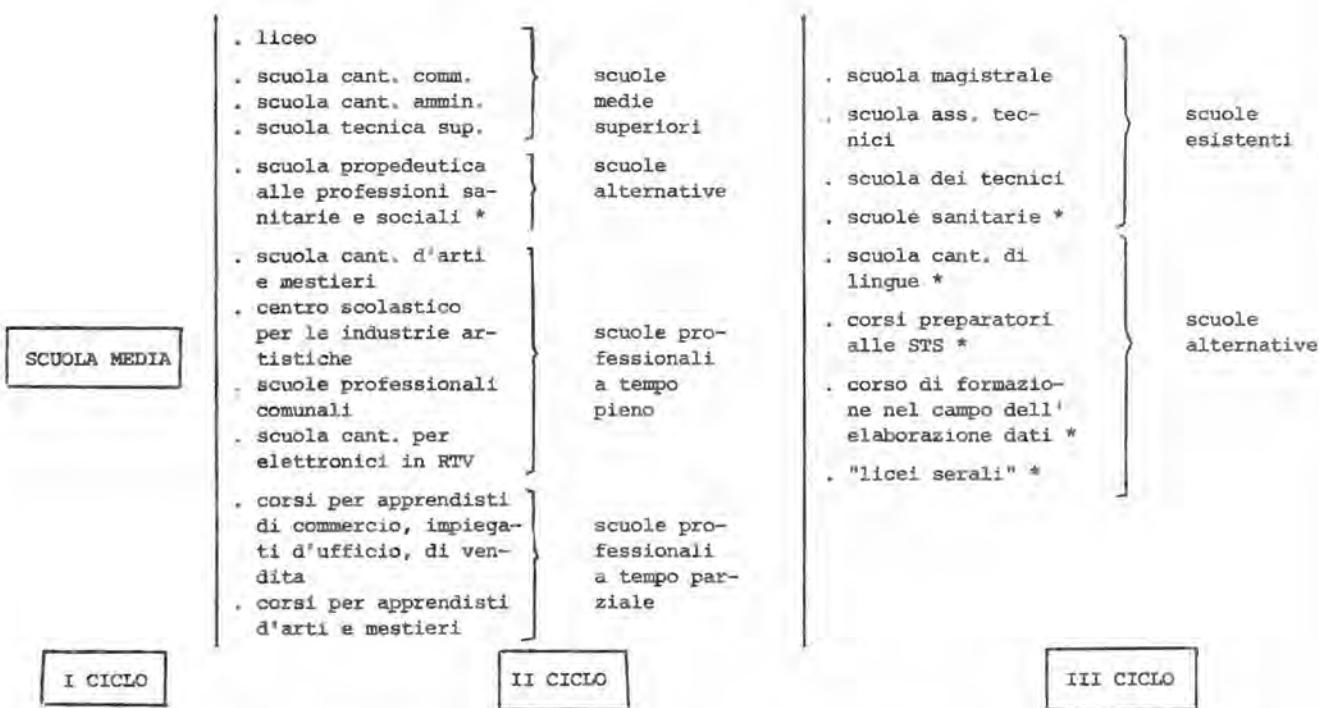 SCUOLA MEDIA
I CICLO
. liceo
. scuola cant. comm.
. scuola cant. ammin.
. scuola tecnica sup.
scuole
medie
superiori
. scuola propedeutica
alle professioni sa-
nitarie e sociali *
scuole
alternative
. scuola cant. d'arti
e mestieri
. centro scolastico
per le industrie ar-
tistiche
. scuole professionali
comunali
. scuola cant. per
elettronici in RTV
scuole pro-
fessionali
a tempo
pieno
. corsi per apprendisti
di commercio, impiega-
ti d'ufficio, di ven-
dita
. corsi per apprendisti
d'arti e mestieri
scuole pro-
fessionali
a tempo par-
ziale
II CICLO
. scuola magistrale
. scuola ass. tec-
nici
. scuola dei tecnici
. scuole sanitarie *
scuole
esistenti
. scuola cant. di
lingue *
. corsi preparatori
alle STS *
. corso di formazio-
ne nel campo dell'
elaborazione dati *
. "licei serali" *
scuole
alternative
III CICLO